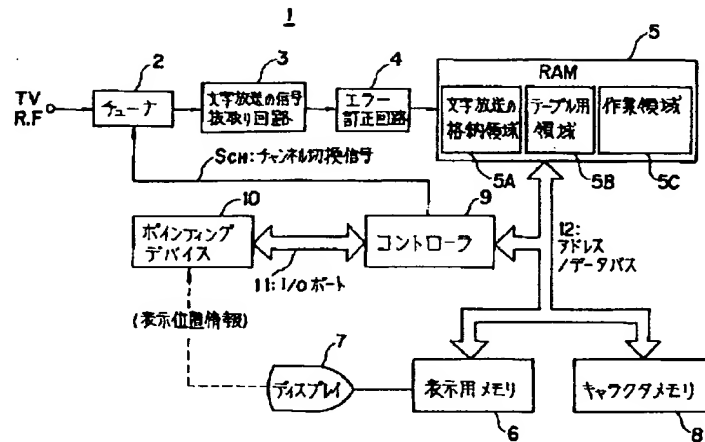 1
2
3
4
5
TV
R.F
チューナ
文字放送の信号
抜取り回路
エラー
訂正回路
RAM
文字放送の
格納領域
テーブル用
領域
作業領域
5A
5B
5C
SCH:チャンネル切換信号
10
9
ポインティング
デバイス
コントローラ
11:I/Oポート
12:
アドレス
/データバス
(表示位置情報)
7
ディスプレイ
表示用メモリ
キャラクタメモリ
6
8